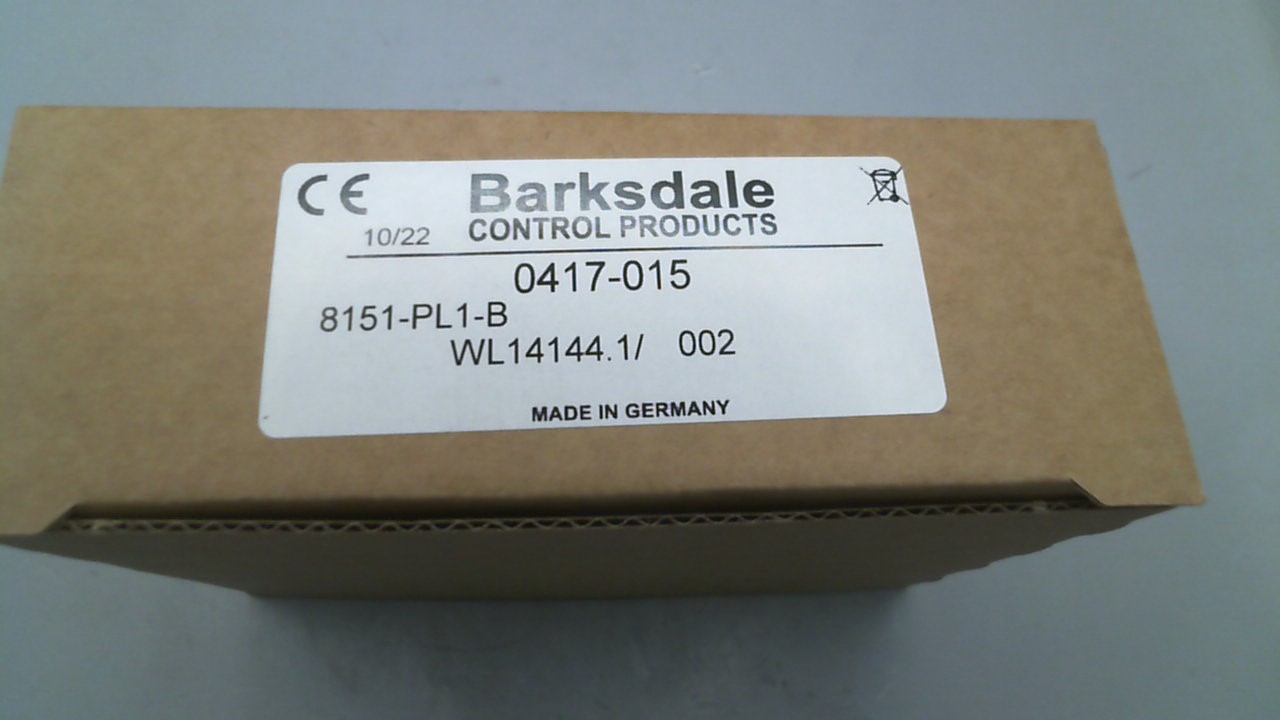 CE
Barksdale
10/22 CONTROL PRODUCTS
0417-015
8151-PL1-B
WL14144.1/ 002
MADE IN GERMANY